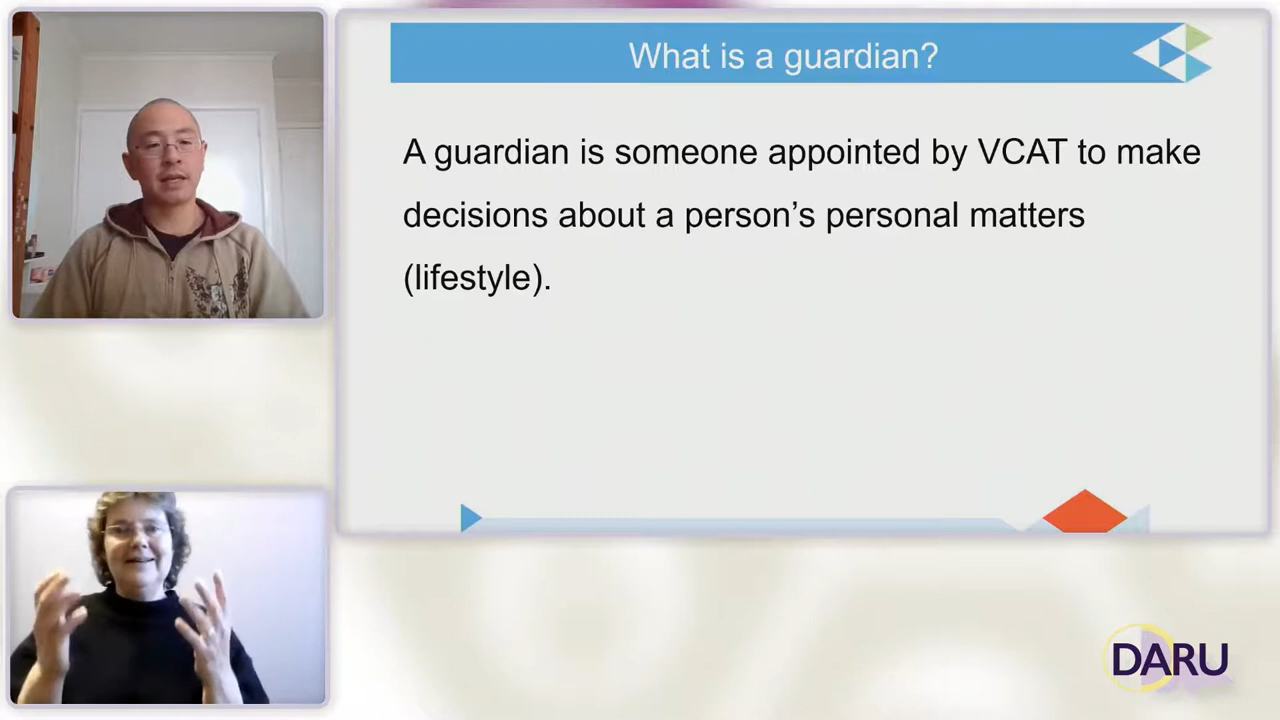 What is a guardian?
A guardian is someone appointed by VCAT to make
decisions about a person’s personal matters
(lifestyle).
DARU